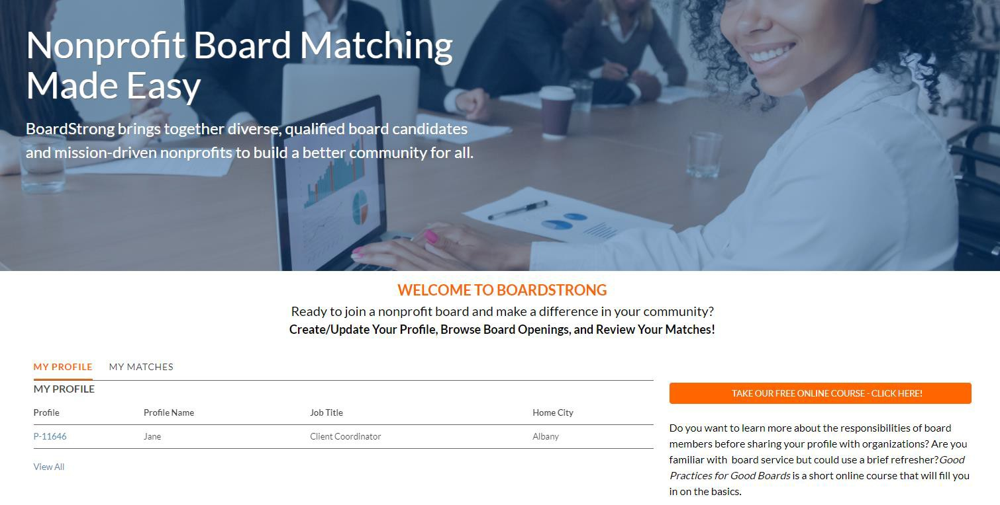 Nonprofit Board Matching
Made Easy
BoardStrong brings together diverse, qualified board candidates
and mission-driven nonprofits to build a better community for all.
WELCOME TO BOARDSTRONG
Ready to join a nonprofit board and make a difference in your community?
Create/Update Your Profile, Browse Board Openings, and Review Your Matches!
MY PROFILE MY MATCHES
MY PROFILE
Profile Profile Name Job Title Home City
P-11646 Jane Client Coordinator Albany
View All
TAKE OUR FREE ONLINE COURSE - CLICK HERE!
Do you want to learn more about the responsibilities of board
members before sharing your profile with organizations? Are you
familiar with board service but could use a brief refresher? Good
Practices for Good Boards is a short online course that will fill you
in on the basics.